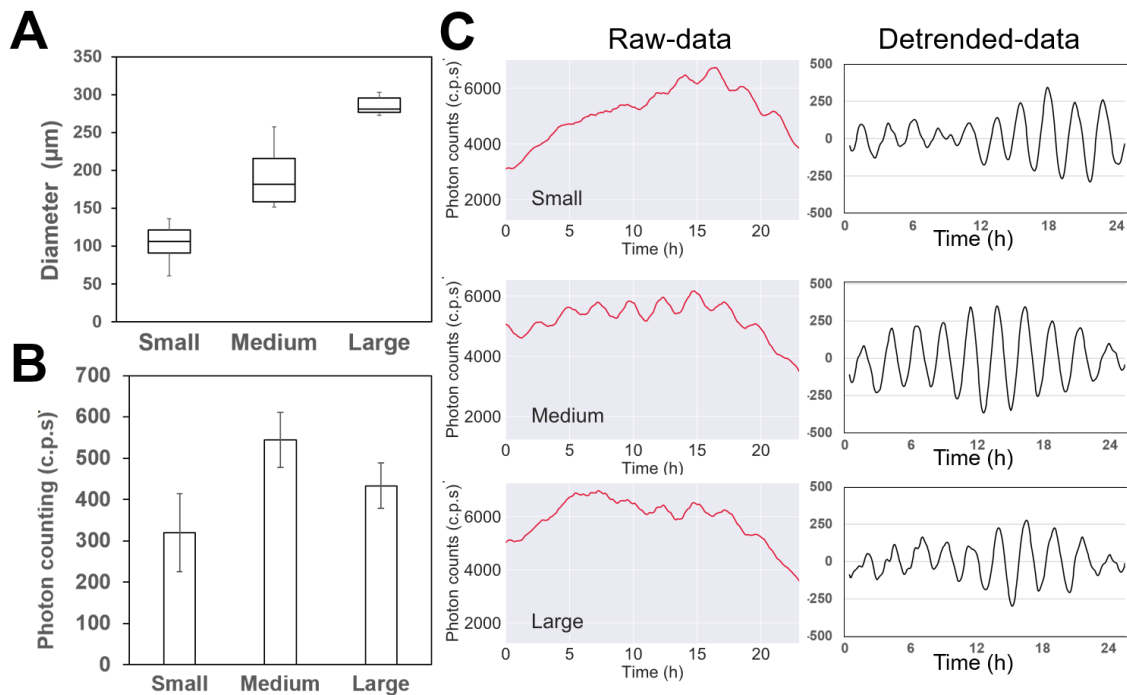 A
350
300
250
200
150
100
50
0
Diameter (µm)
Small Medium Large
B
700
600
500
400
300
200
100
0
Photon counting (c.p.s)
Small Medium Large
C
Raw-data Detrended-data
Photon counts (c.p.s)
6000
4000
2000
Small
0 5 10 15 20
Time (h)
500
250
0
-250
-500
0 6 12 18 24
Time (h)
Photon counts (c.p.s)
6000
4000
2000
Medium
0 5 10 15 20
Time (h)
500
250
0
-250
-500
0 6 12 18 24
Time (h)
Photon counts (c.p.s)
6000
4000
2000
Large
0 5 10 15 20
Time (h)
500
250
0
-250
-500
0 6 12 18 24
Time (h)